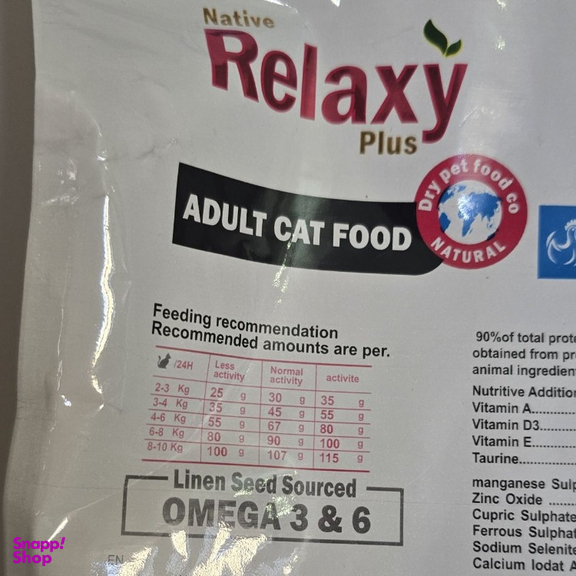 Native
Relaxy
Plus
Dry pet food co
NATURAL
ADULT CAT FOOD
Feeding recommendation
Recommended amounts are per.
/24H Less activity Normal activity activite
2-3 Kg 25 g 30 g 35 g
3-4 Kg 35 g 45 g 55 g
4-6 Kg 55 g 67 g 80 g
6-8 Kg 80 g 90 g 100 g
8-10 Kg 100 g 107 g 115 g
Linen Seed Sourced
OMEGA 3 & 6
EN
90%of total prote
obtained from pr
animal ingredien
Nutritive Additio
Vitamin A
Vitamin D3
Vitamin E
Taurine
manganese Sulp
Zinc Oxide
Cupric Sulphate
Ferrous Sulphat
Sodium Selenite
Calcium Iodat A
Snapp!
Shop